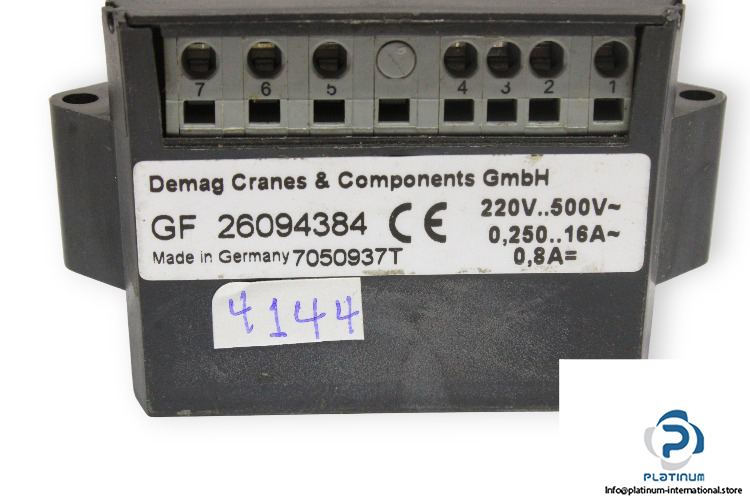 7 6 5 4 3 2 1
Demag Cranes & Components GmbH
GF 26094384 CE
220V..500V~
0,250..16A~
0,8A=
Made in Germany 7050937T
4144
PLATINUM
Info@platinum-international.store